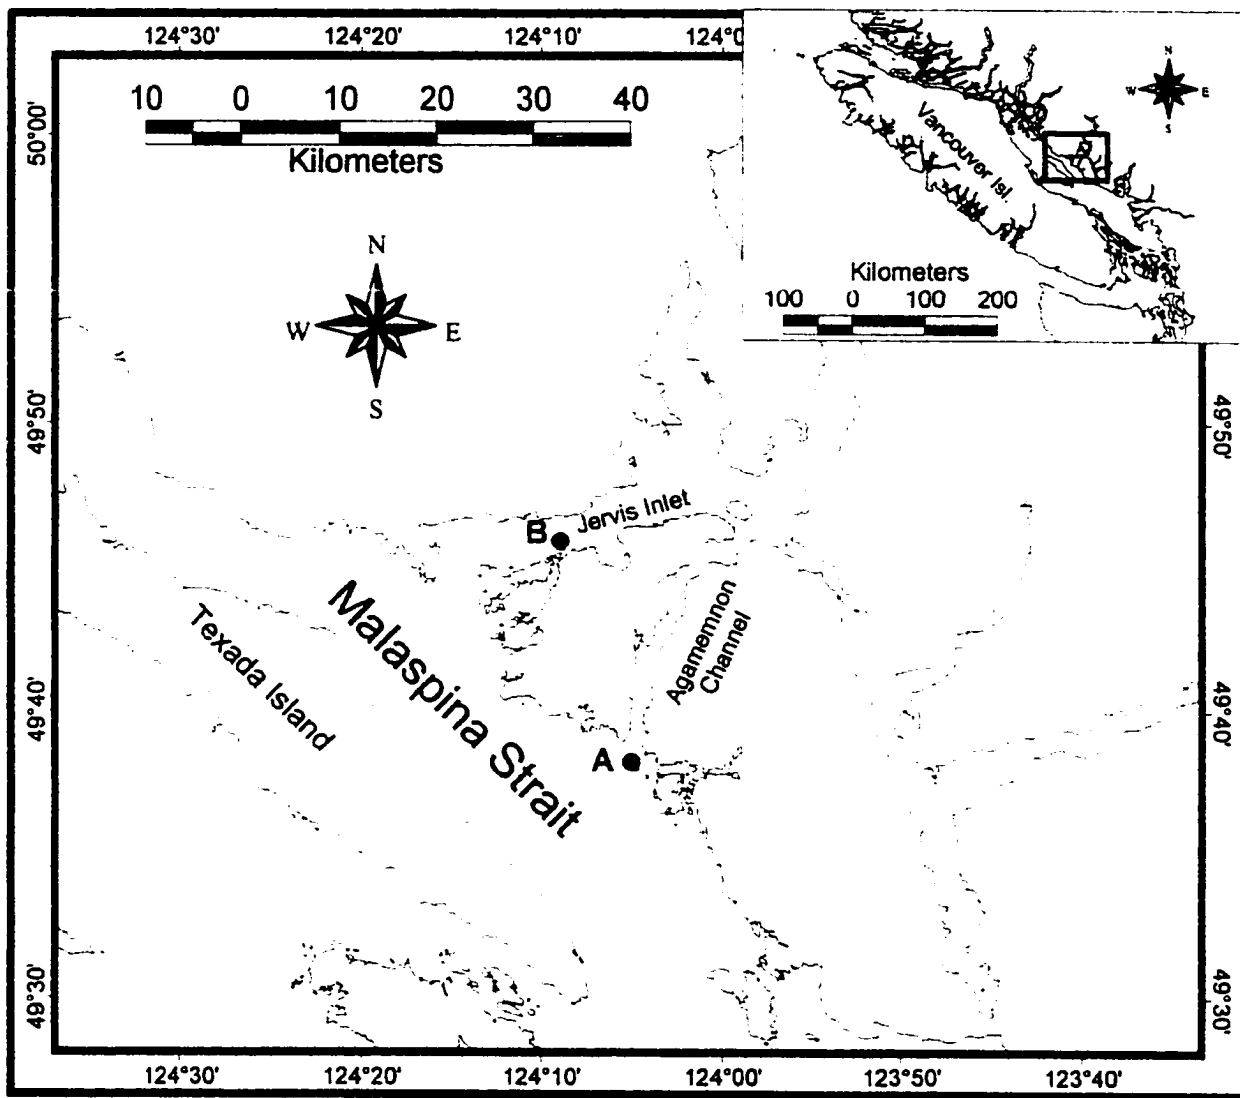 124°30' 124°20' 124°10' 124°0
10 0 10 20 30 40
Kilometers
N
W E
S
N
W E
S
Vancouver Isl.
Kilometers
100 0 100 200
50°00'
49°50'
49°40'
49°30'
49°50'
49°40'
49°30'
B
Jervis Inlet
Agamemnon
Channel
Malaspina Strait
Texada Island
A
124°30' 124°20' 124°10' 124°00' 123°50' 123°40'